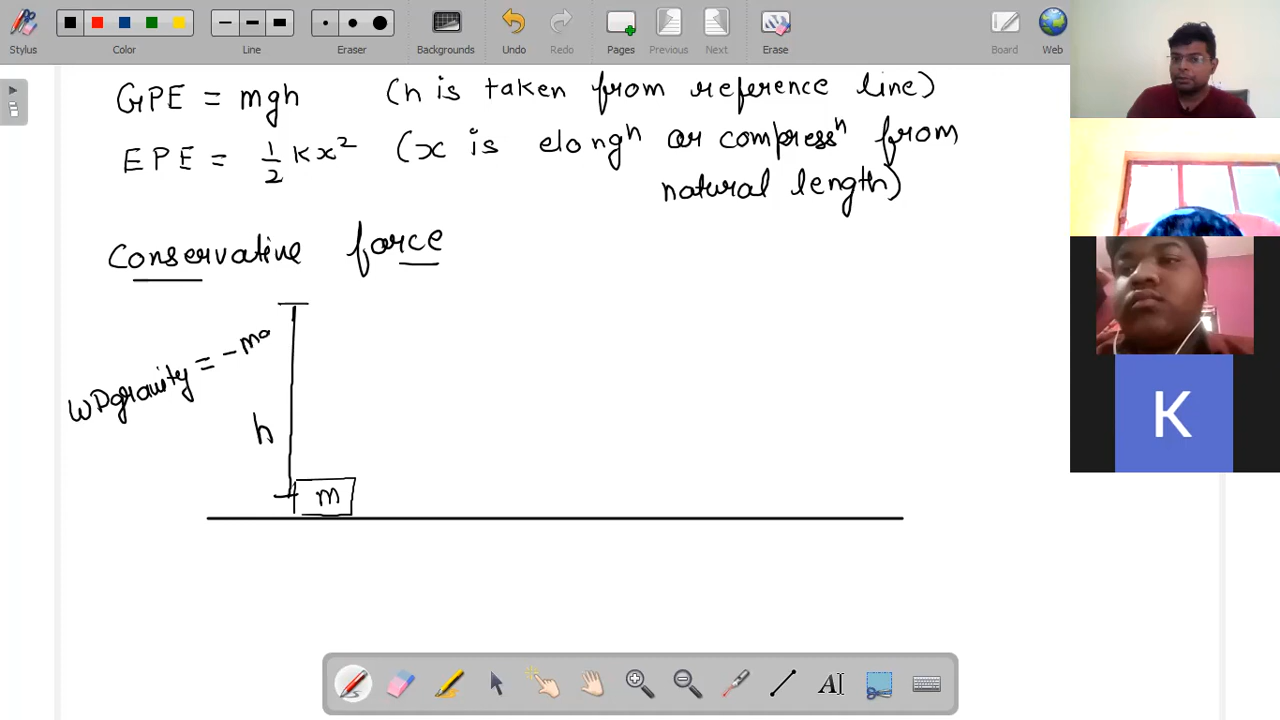 Stylus
Color
Line
Eraser
Backgrounds
Undo
Redo
Pages
Previous
Next
Erase
Board
Web
GPE = mgh (h is taken from reference line)
EPE = 1/2 Kx² (x is elongⁿ or compressⁿ from
natural length)
Conservative force
WDgravity = -mg
h
m
K
A